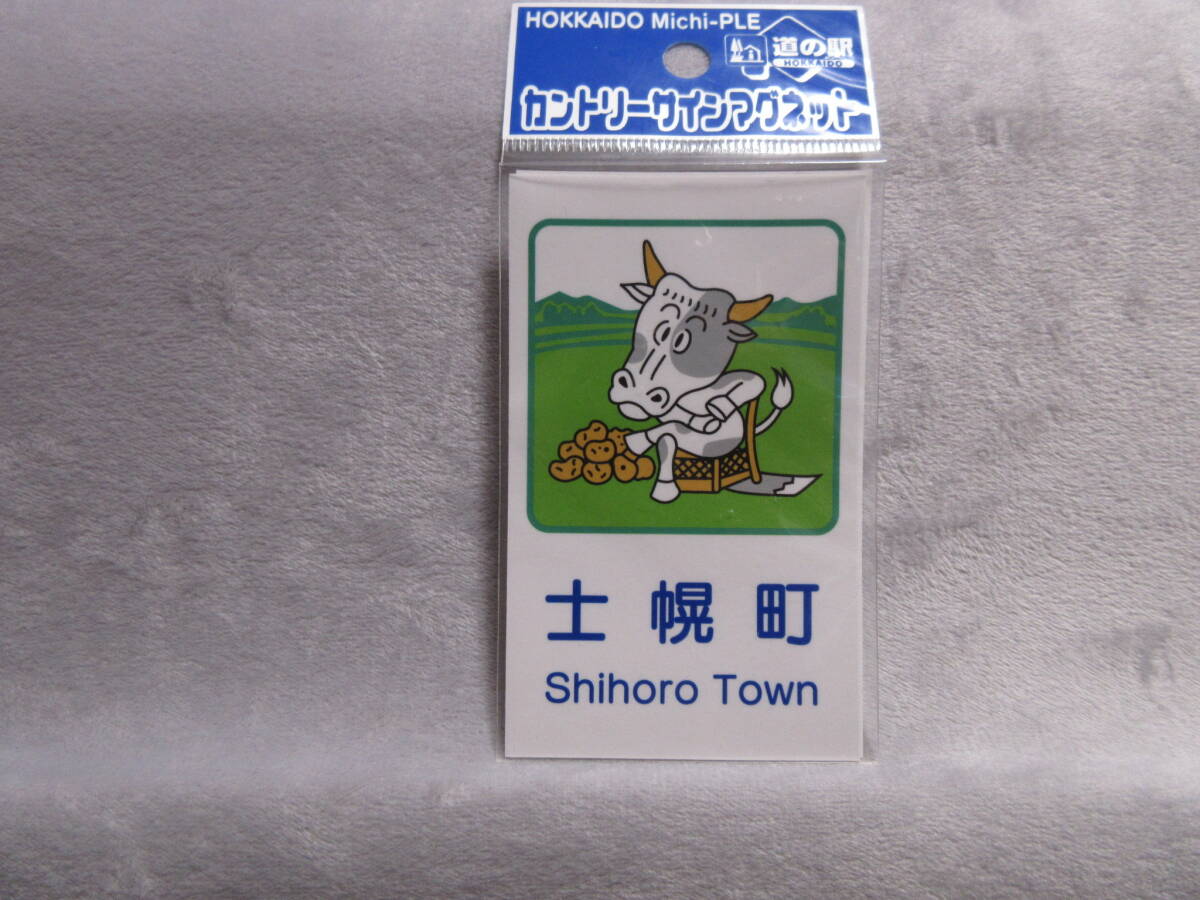 HOKKAIDO Michi-PLE
道の駅
HOKKAIDO
カントリーサインマグネット
士幌町
Shihoro Town